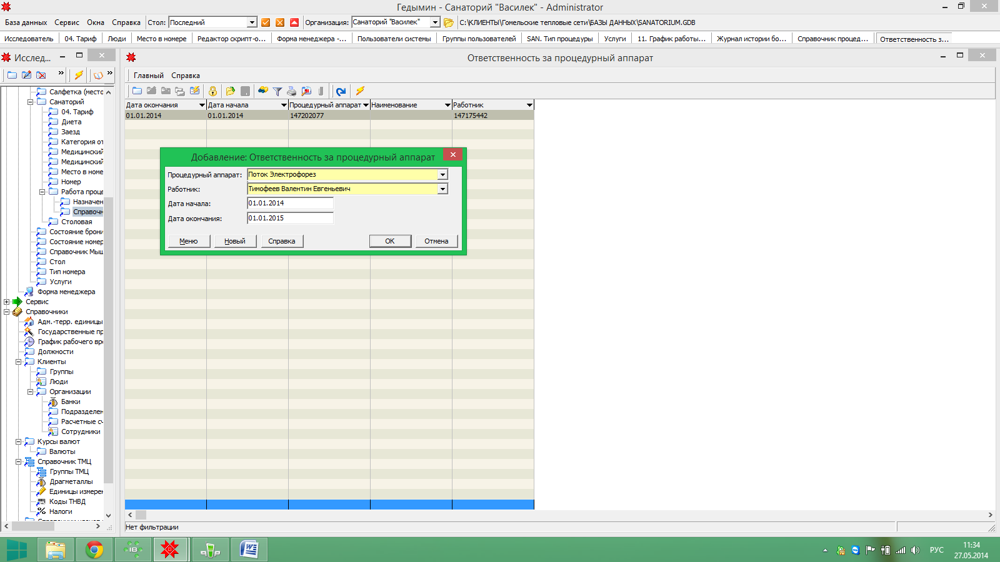 Гедымин - Санаторий "Василек" - Administrator
База данных Сервис Окна Справка Стол: Последний Организация: Санаторий "Василек" C:\КЛИЕНТЫ\Гомельские тепловые сети\БАЗЫ ДАННЫХ\SANATORIUM.GDB
Исследователь 04. Тариф Люди Место в номере Редактор скрипт-о... Форма менеджера -... Пользователи системы Группы пользователей SAN. Тип процедуры Услуги 11. График работы... Журнал истории бо... Справочник процед... Ответственность з...
Исслед...
Ответственность за процедурный аппарат
Главный Справка
Дата окончания Дата начала Процедурный аппарат Наименование Работник
01.01.2014 01.01.2014 147202077 147175442
Добавление: Ответственность за процедурный аппарат
Процедурный аппарат: Поток Электрофорез
Работник: Тимофеев Валентин Евгеньевич
Дата начала: 01.01.2014
Дата окончания: 01.01.2015
Меню Новый Справка ОК Отмена
Салфетка (место
Санаторий
04. Тариф
Диета
Заезд
Категория от
Медицинский
Медицинский
Место в номе
Номер
Работа проце
Назначен
Справочн
Столовая
Состояние брони
Состояние номер
Справочник Мыш
Стол
Тип номера
Услуги
Форма менеджера
Сервис
Справочники
Адм.-терр. единицы
Государственные пр
График рабочего вре
Должности
Клиенты
Группы
Люди
Организации
Банки
Подразделен
Расчетные сч
Сотрудники
Курсы валют
Валюты
Справочник ТМЦ
Группы ТМЦ
Драгметаллы
Единицы измерен
Коды ТНВД
Налоги
Нет фильтрации
РУС
11:34
27.05.2014